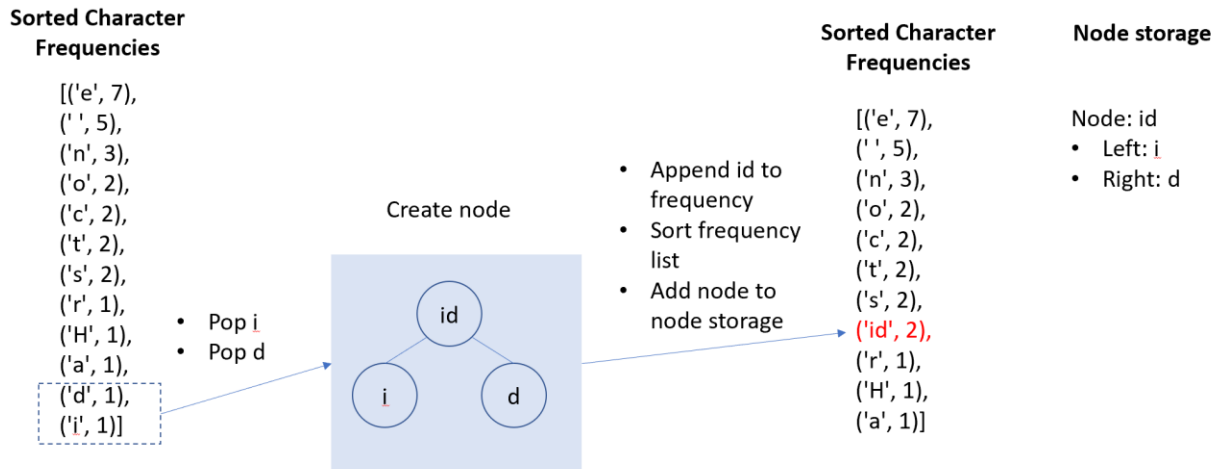 Sorted Character
Frequencies
[('e', 7),
(' ', 5),
('n', 3),
('o', 2),
('c', 2),
('t', 2),
('s', 2),
('r', 1),
('H', 1),
('a', 1),
('d', 1),
('i', 1)]
• Pop i
• Pop d
Create node
id
i
d
• Append id to
frequency
• Sort frequency
list
• Add node to
node storage
Sorted Character
Frequencies
[('e', 7),
(' ', 5),
('n', 3),
('o', 2),
('c', 2),
('t', 2),
('s', 2),
('id', 2),
('r', 1),
('H', 1),
('a', 1)]
Node storage
Node: id
• Left: i
• Right: d